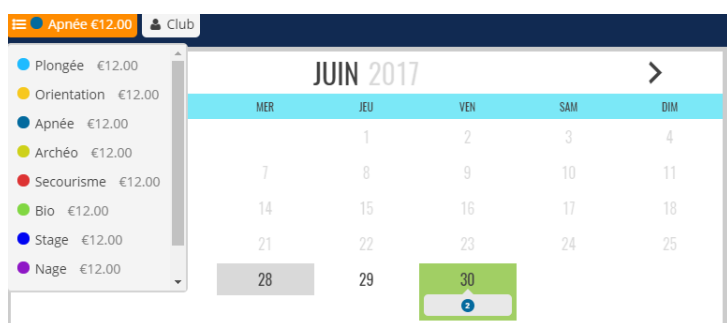 Apnée €12.00 Club
Plongée €12.00
Orientation €12.00
Apnée €12.00
Archéo €12.00
Secourisme €12.00
Bio €12.00
Stage €12.00
Nage €12.00
JUIN 2017
MER JEU VEN SAM DIM
1 2 3 4
7 8 9 10 11
14 15 16 17 18
21 22 23 24 25
28 29 30
2